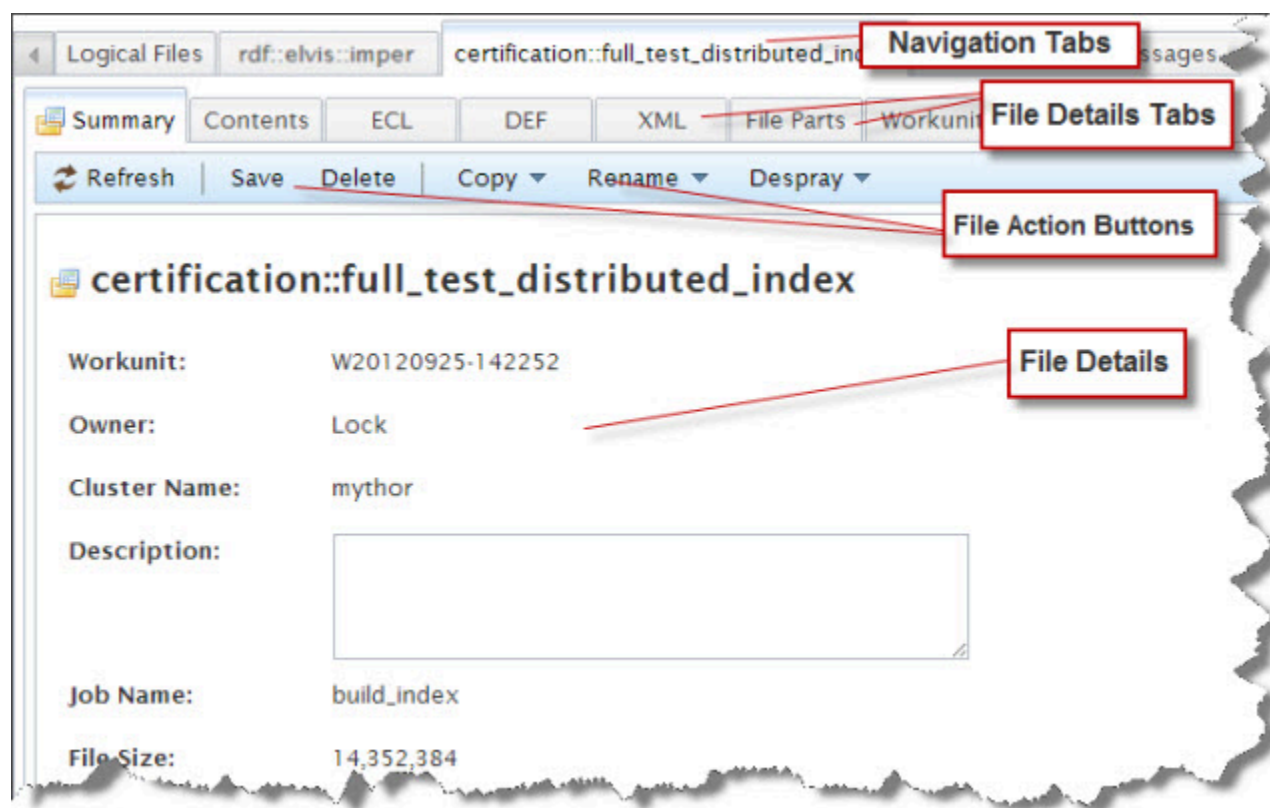 Logical Files rdf::elvis::imper certification::full_test_distributed_in Navigation Tabs ssages
Summary Contents ECL DEF XML File Parts Workunit File Details Tabs
Refresh Save Delete Copy Rename Despray
File Action Buttons
certification::full_test_distributed_index
Workunit: W20120925-142252
File Details
Owner: Lock
Cluster Name: mythor
Description:
Job Name: build_index
File Size: 14,352,384